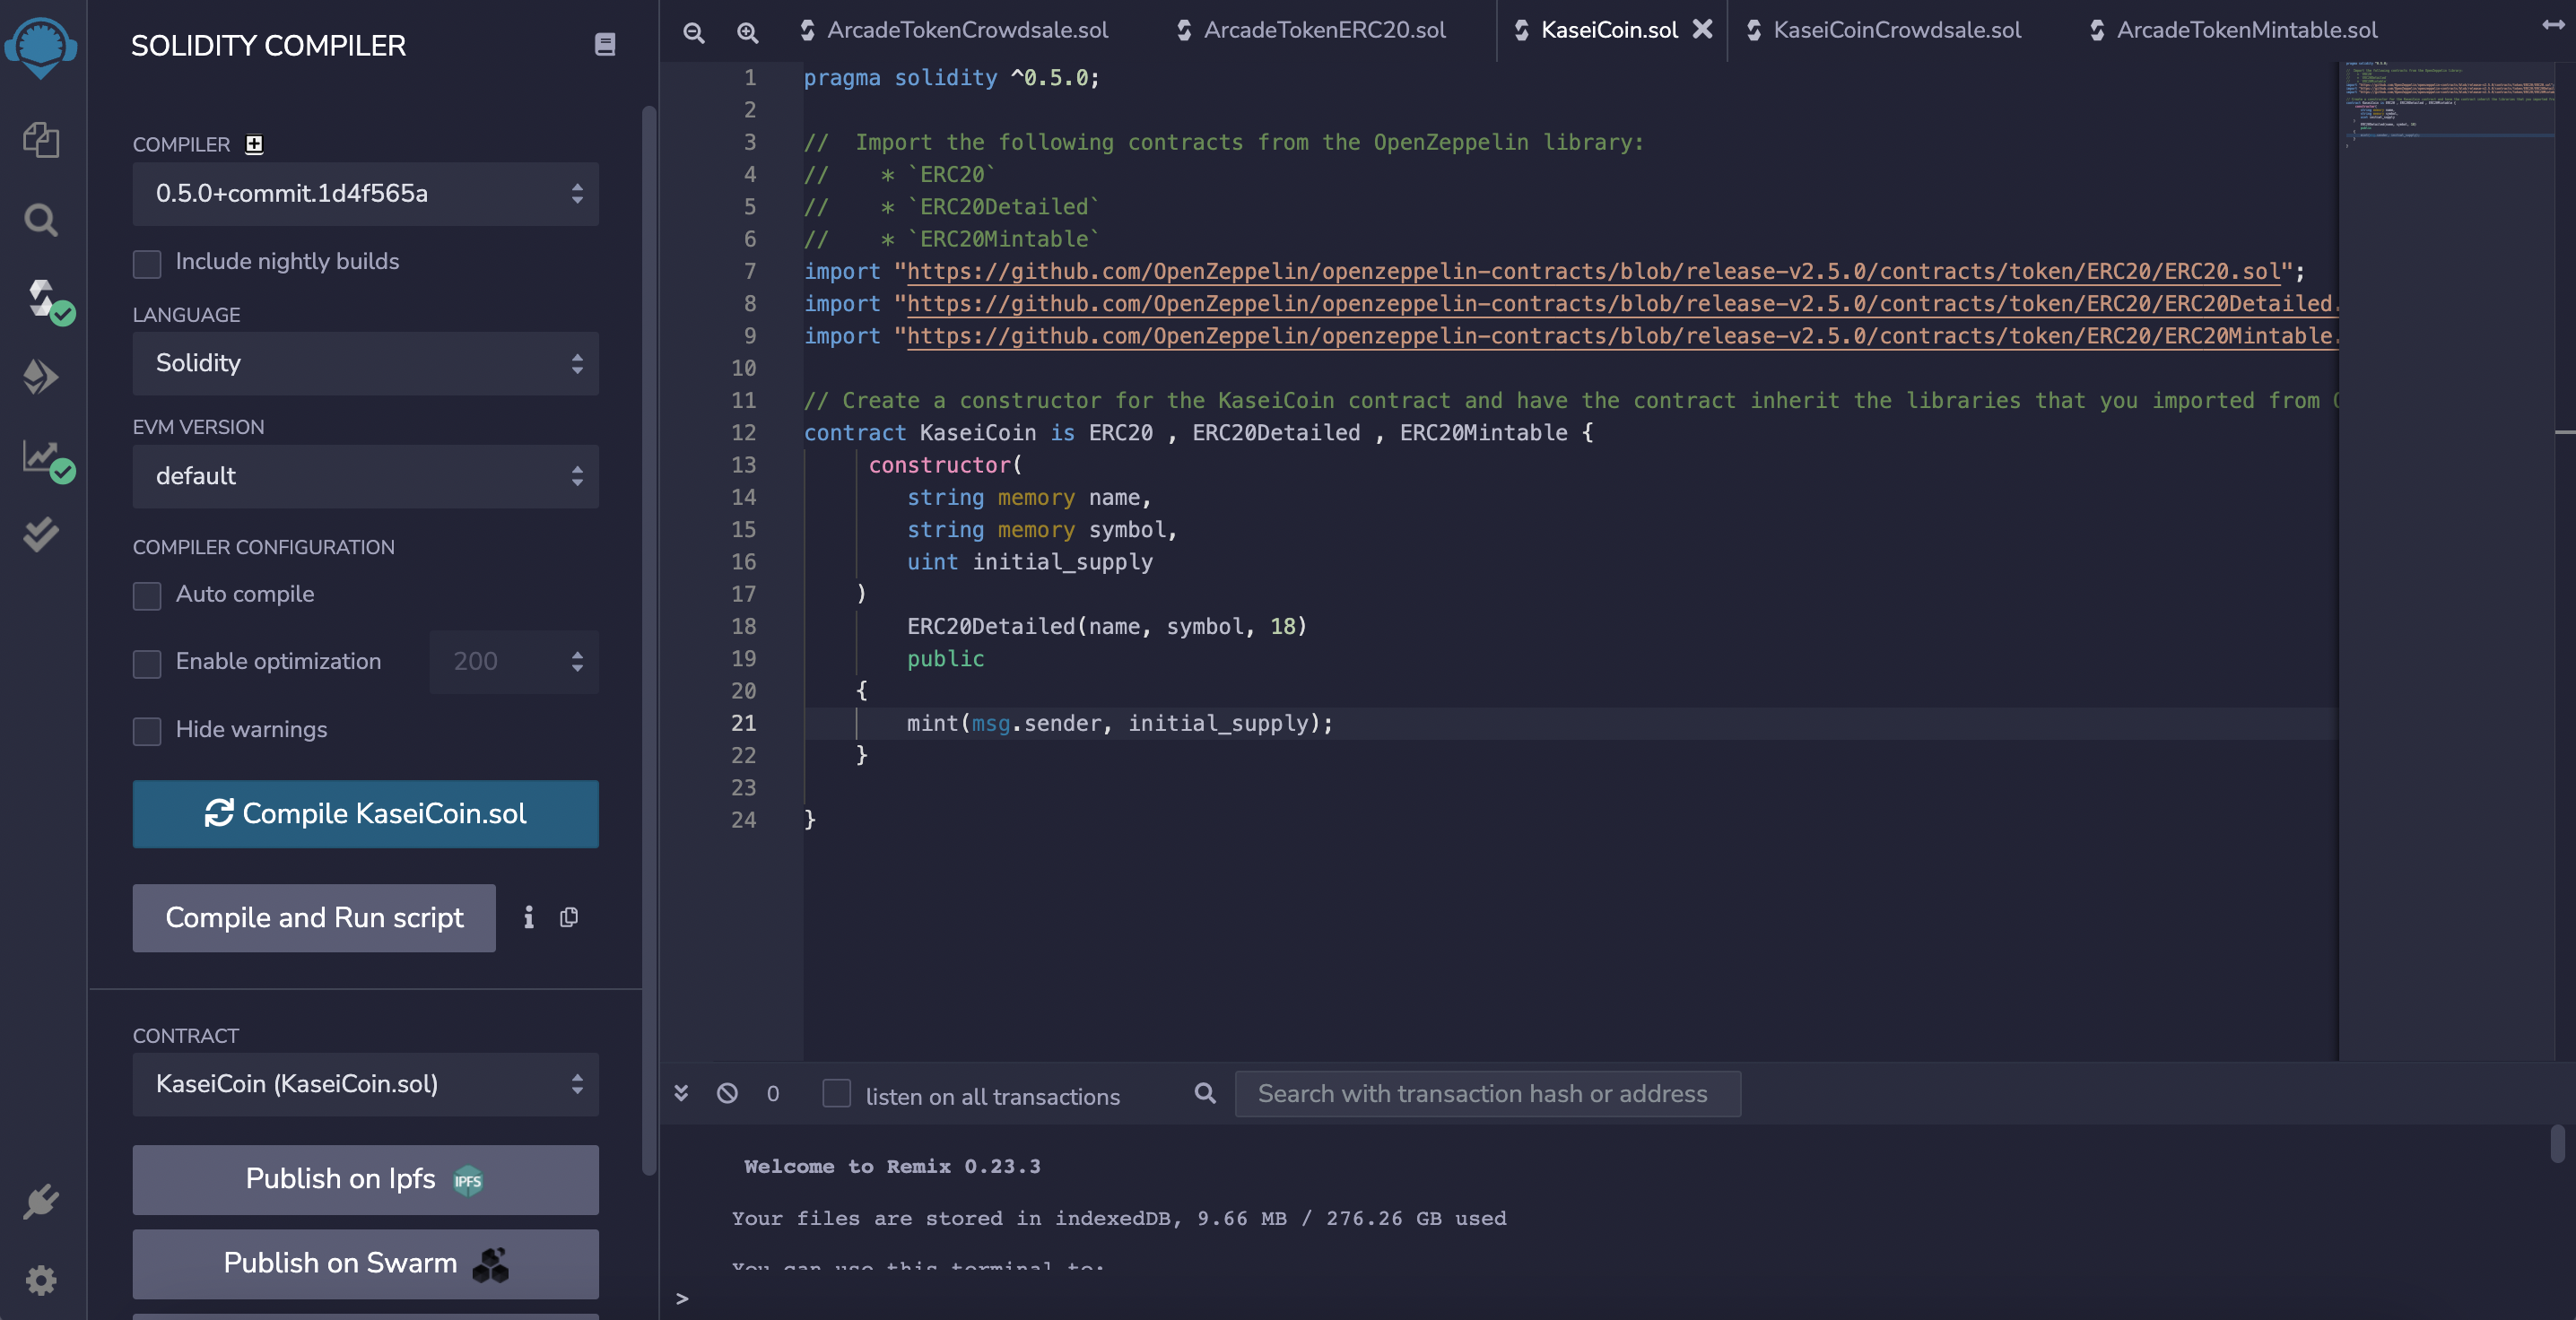 SOLIDITY COMPILER
COMPILER
0.5.0+commit.1d4f565a
Include nightly builds
LANGUAGE
Solidity
EVM VERSION
default
COMPILER CONFIGURATION
Auto compile
Enable optimization 200
Hide warnings
Compile KaseiCoin.sol
Compile and Run script
CONTRACT
KaseiCoin (KaseiCoin.sol)
Publish on Ipfs IPFS
Publish on Swarm
ArcadeTokenCrowdsale.sol ArcadeTokenERC20.sol KaseiCoin.sol KaseiCoinCrowdsale.sol ArcadeTokenMintable.sol
1 pragma solidity ^0.5.0;
2
3 //  Import the following contracts from the OpenZeppelin library:
4 //    * `ERC20`
5 //    * `ERC20Detailed`
6 //    * `ERC20Mintable`
7 import "https://github.com/OpenZeppelin/openzeppelin-contracts/blob/release-v2.5.0/contracts/token/ERC20/ERC20.sol";
8 import "https://github.com/OpenZeppelin/openzeppelin-contracts/blob/release-v2.5.0/contracts/token/ERC20/ERC20Detailed.
9 import "https://github.com/OpenZeppelin/openzeppelin-contracts/blob/release-v2.5.0/contracts/token/ERC20/ERC20Mintable.
10
11 // Create a constructor for the KaseiCoin contract and have the contract inherit the libraries that you imported from
12 contract KaseiCoin is ERC20 , ERC20Detailed , ERC20Mintable {
13 constructor(
14 string memory name,
15 string memory symbol,
16 uint initial_supply
17 )
18 ERC20Detailed(name, symbol, 18)
19 public
20 {
21 mint(msg.sender, initial_supply);
22 }
23
24 }
0 listen on all transactions Search with transaction hash or address
Welcome to Remix 0.23.3
Your files are stored in indexedDB, 9.66 MB / 276.26 GB used
You can use this terminal to:
>